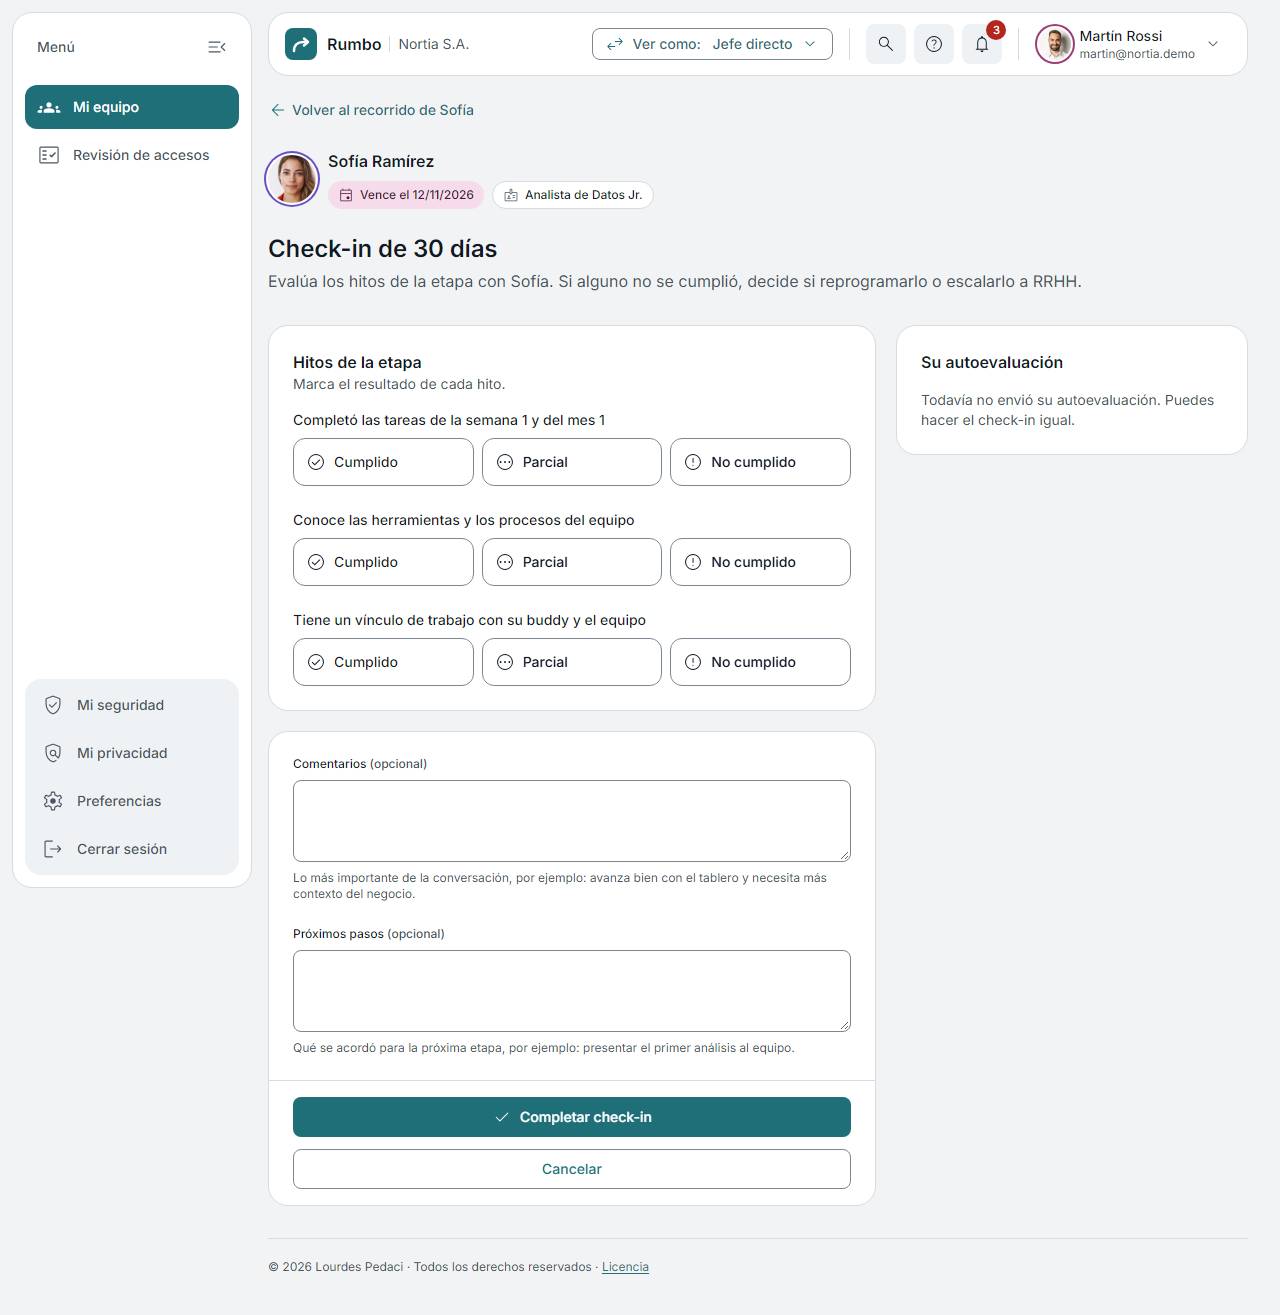 Menú
Mi equipo
Revisión de accesos
Mi seguridad
Mi privacidad
Preferencias
Cerrar sesión
Rumbo
Nortia S.A.
Ver como: Jefe directo
3
Martín Rossi
martin@nortia.demo
Volver al recorrido de Sofía
Sofía Ramírez
Vence el 12/11/2026
Analista de Datos Jr.
Check-in de 30 días
Evalúa los hitos de la etapa con Sofía. Si alguno no se cumplió, decide si reprogramarlo o escalarlo a RRHH.
Hitos de la etapa
Marca el resultado de cada hito.
Completó las tareas de la semana 1 y del mes 1
Cumplido
Parcial
No cumplido
Conoce las herramientas y los procesos del equipo
Cumplido
Parcial
No cumplido
Tiene un vínculo de trabajo con su buddy y el equipo
Cumplido
Parcial
No cumplido
Su autoevaluación
Todavía no envió su autoevaluación. Puedes
hacer el check-in igual.
Comentarios (opcional)
Lo más importante de la conversación, por ejemplo: avanza bien con el tablero y necesita más
contexto del negocio.
Próximos pasos (opcional)
Qué se acordó para la próxima etapa, por ejemplo: presentar el primer análisis al equipo.
Completar check-in
Cancelar
© 2026 Lourdes Pedaci · Todos los derechos reservados · Licencia